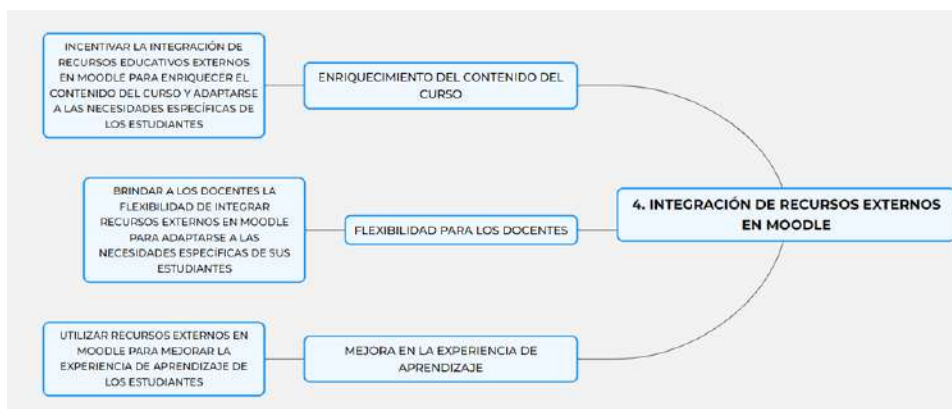 INCENTIVAR LA INTEGRACIÓN DE
RECURSOS EDUCATIVOS EXTERNOS
EN MOODLE PARA ENRIQUECER EL
CONTENIDO DEL CURSO Y ADAPTARSE
A LAS NECESIDADES ESPECÍFICAS DE
LOS ESTUDIANTES
ENRIQUECIMIENTO DEL CONTENIDO DEL
CURSO
BRINDAR A LOS DOCENTES LA
FLEXIBILIDAD DE INTEGRAR
RECURSOS EXTERNOS EN MOODLE
PARA ADAPTARSE A LAS
NECESIDADES ESPECÍFICAS DE SUS
ESTUDIANTES
FLEXIBILIDAD PARA LOS DOCENTES
4. INTEGRACIÓN DE RECURSOS EXTERNOS
EN MOODLE
UTILIZAR RECURSOS EXTERNOS EN
MOODLE PARA MEJORAR LA
EXPERIENCIA DE APRENDIZAJE DE
LOS ESTUDIANTES
MEJORA EN LA EXPERIENCIA DE
APRENDIZAJE